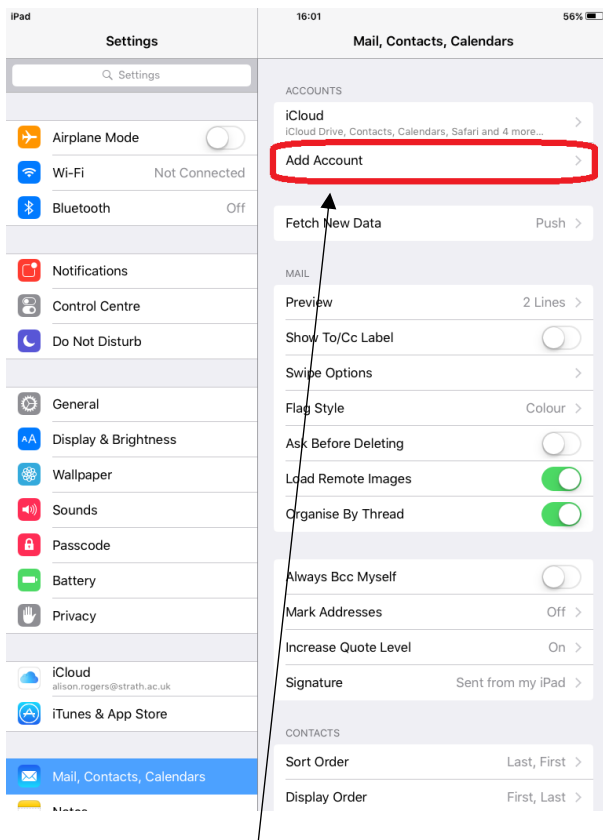 iPad 16:01 56%
Settings
Settings
Airplane Mode
Wi-Fi Not Connected
Bluetooth Off
Notifications
Control Centre
Do Not Disturb
General
AA Display & Brightness
Wallpaper
Sounds
Passcode
Battery
Privacy
iCloud
alison.rogers@strath.ac.uk
iTunes & App Store
Mail, Contacts, Calendars
Notes
Mail, Contacts, Calendars
ACCOUNTS
iCloud
iCloud Drive, Contacts, Calendars, Safari and 4 more...
Add Account
Fetch New Data Push
MAIL
Preview 2 Lines
Show To/Cc Label
Swipe Options
Flag Style Colour
Ask Before Deleting
Load Remote Images
Organise By Thread
Always Bcc Myself
Mark Addresses Off
Increase Quote Level On
Signature Sent from my iPad
CONTACTS
Sort Order Last, First
Display Order First, Last